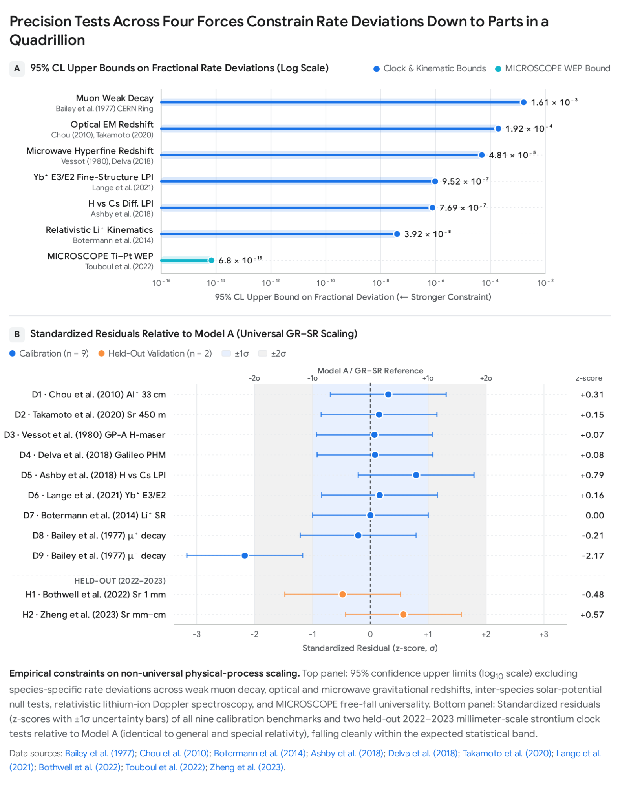 Precision Tests Across Four Forces Constrain Rate Deviations Down to Parts in a
Quadrillion
A 95% CL Upper Bounds on Fractional Rate Deviations (Log Scale)
Clock & Kinematic Bounds
MICROSCOPE WEP Bound
Muon Weak Decay
Bailey et al. (1977) CERN Ring
1.61 × 10⁻³
Optical EM Redshift
Chou (2010), Takamoto (2020)
1.92 × 10⁻⁴
Microwave Hyperfine Redshift
Vessot (1980), Delva (2018)
4.81 × 10⁻⁵
Yb⁺ E3/E2 Fine-Structure LPI
Lange et al. (2021)
9.52 × 10⁻⁷
H vs Cs Diff. LPI
Ashby et al. (2018)
7.69 × 10⁻⁷
Relativistic Li⁺ Kinematics
Botermann et al. (2014)
3.92 × 10⁻⁸
MICROSCOPE Ti–Pt WEP
Touboul et al. (2022)
6.8 × 10⁻¹⁵
95% CL Upper Bound on Fractional Deviation (← Stronger Constraint)
B Standardized Residuals Relative to Model A (Universal GR–SR Scaling)
Calibration (n = 9)
Held-Out Validation (n = 2)
±1σ
±2σ
Model A / GR–SR Reference
-2σ -1σ +1σ +2σ z-score
D1 · Chou et al. (2010) Al⁺ 33 cm +0.31
D2 · Takamoto et al. (2020) Sr 450 m +0.15
D3 · Vessot et al. (1980) GP-A H-maser +0.07
D4 · Delva et al. (2018) Galileo PHM +0.08
D5 · Ashby et al. (2018) H vs Cs LPI +0.79
D6 · Lange et al. (2021) Yb⁺ E3/E2 +0.16
D7 · Botermann et al. (2014) Li⁺ SR 0.00
D8 · Bailey et al. (1977) decay -0.21
D9 · Bailey et al. (1977) decay -2.17
HELD-OUT (2022–2023)
H1 · Bothwell et al. (2022) Sr 1 mm -0.48
H2 · Zheng et al. (2023) Sr mm–cm +0.57
-3 -2 -1 0 +1 +2 +3
Standardized Residual (z-score, σ)
Empirical constraints on non-universal physical-process scaling. Top panel: 95% confidence upper limits (log₁₀ scale) excluding
species-specific rate deviations across weak muon decay, optical and microwave gravitational redshifts, inter-species solar-potential
null tests, relativistic lithium-ion Doppler spectroscopy, and MICROSCOPE free-fall universality. Bottom panel: Standardized residuals
(z-scores with ±1σ uncertainty bars) of all nine calibration benchmarks and two held-out 2022–2023 millimeter-scale strontium clock
tests relative to Model A (identical to general and special relativity), falling cleanly within the expected statistical band.
Data sources: Bailey et al. (1977); Chou et al. (2010); Botermann et al. (2014); Ashby et al. (2018); Delva et al. (2018); Takamoto et al. (2020); Lange et al.
(2021); Bothwell et al. (2022); Touboul et al. (2022); Zheng et al. (2023).